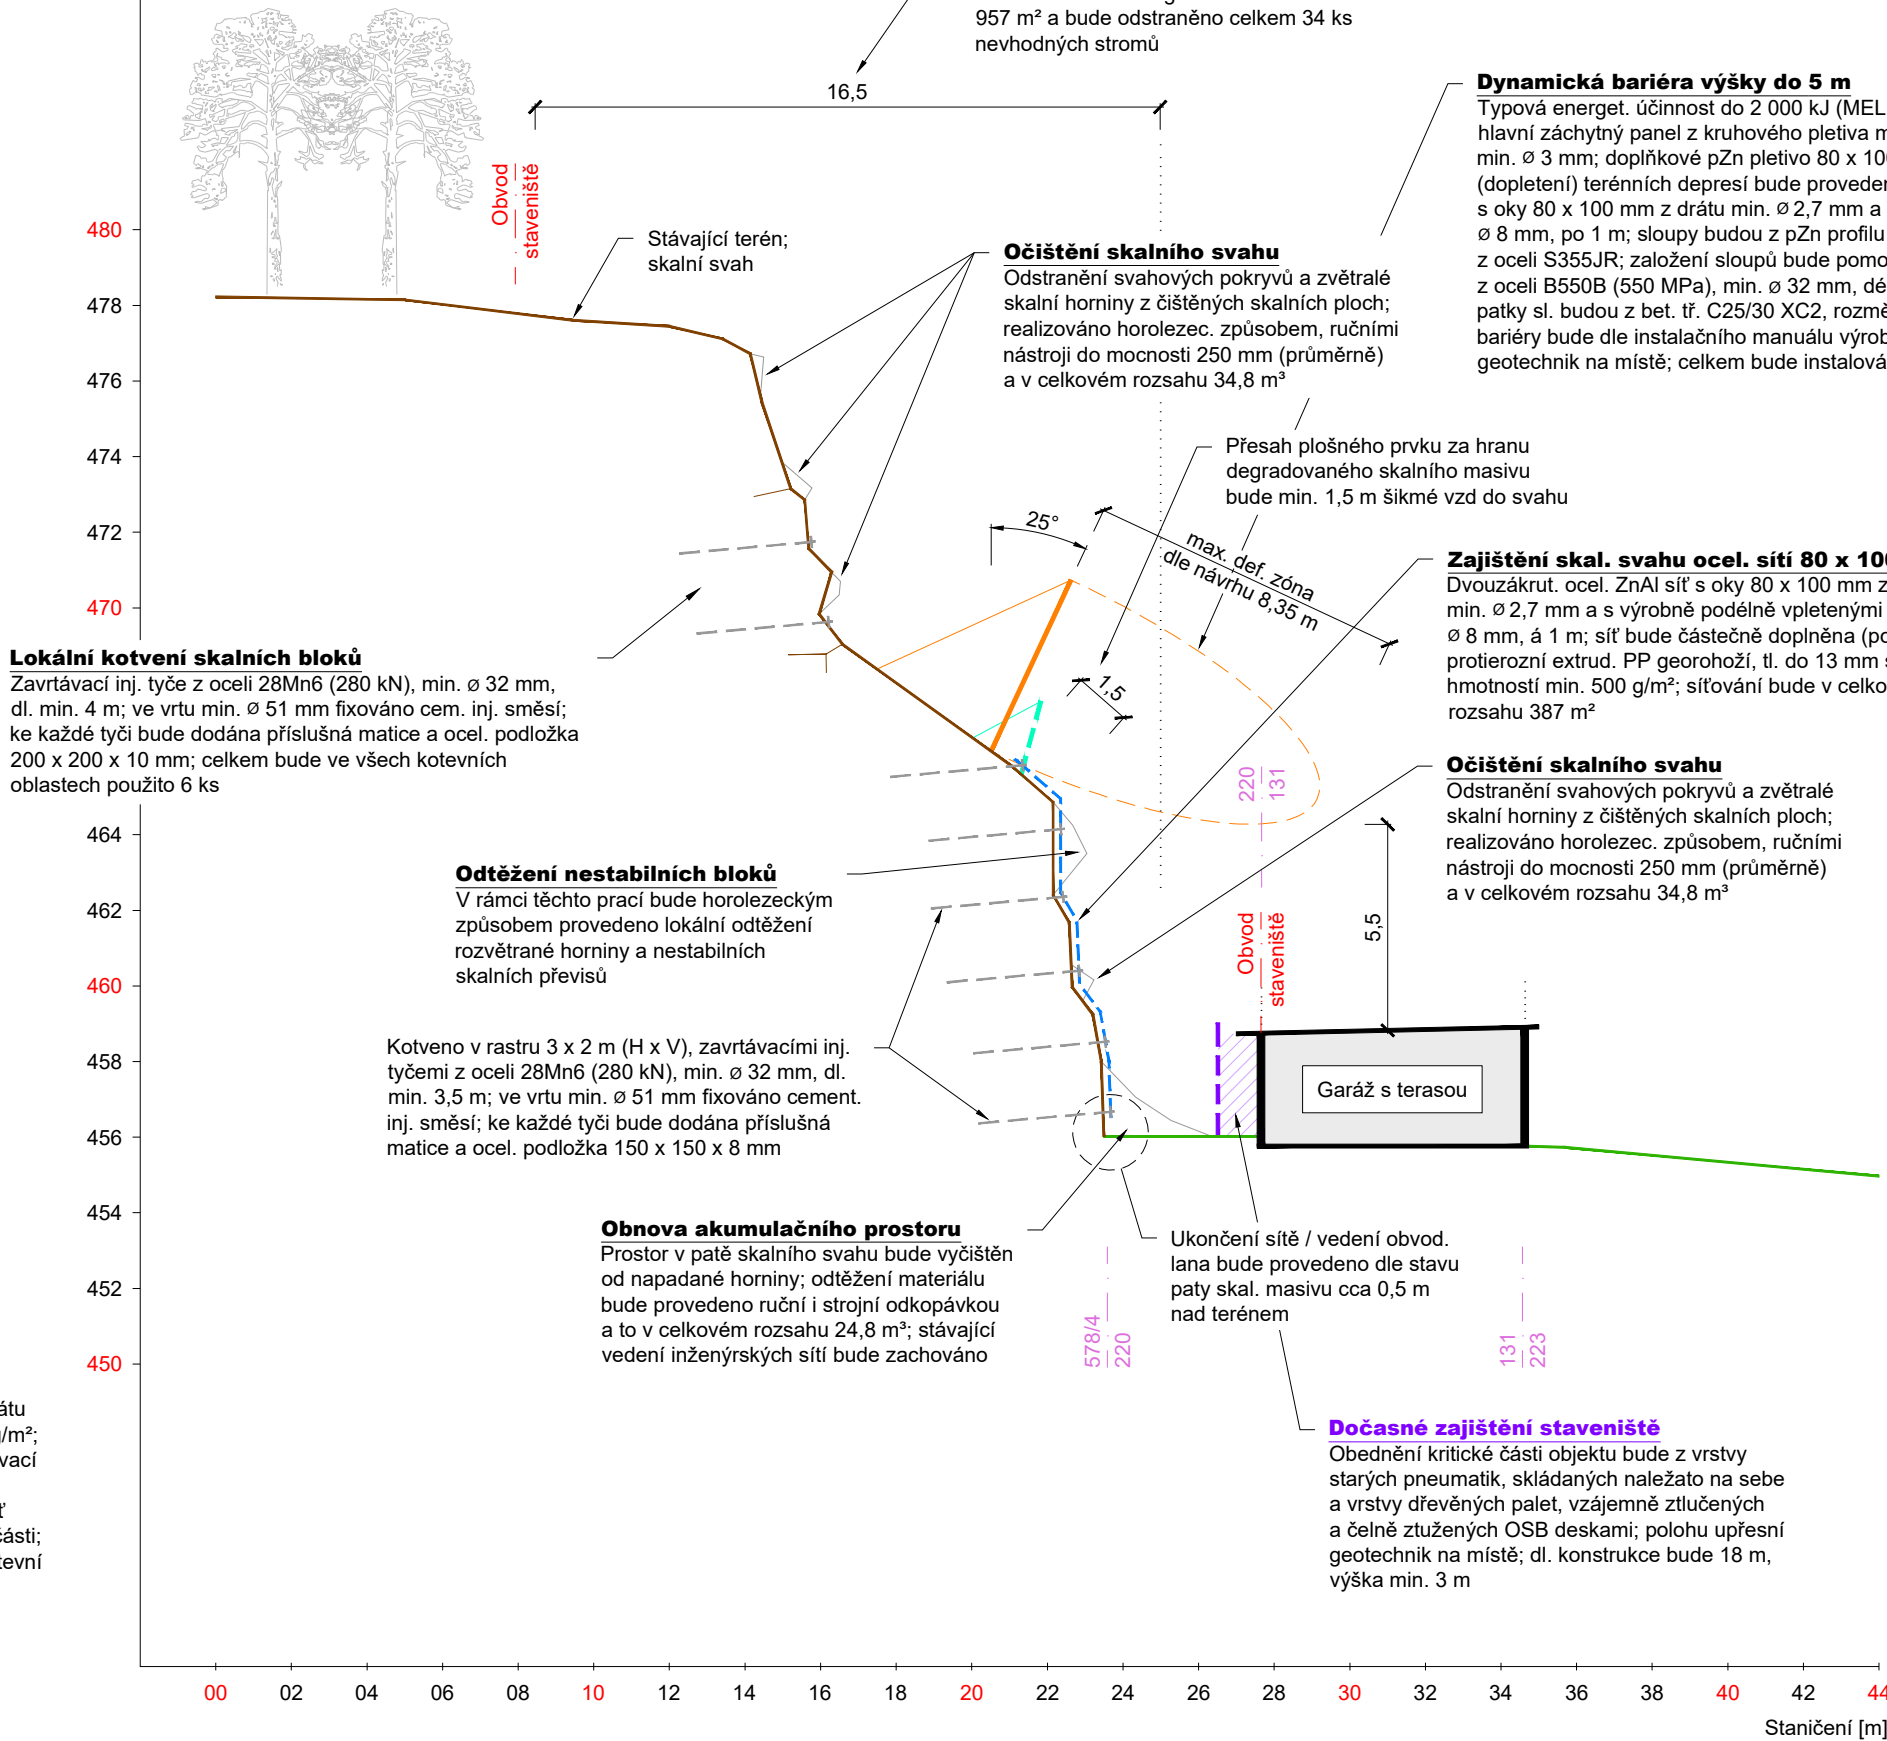 957 m² a bude odstraněno celkem 34 ks
nevhodných stromů
16,5
Obvod
staveniště
Stávající terén;
skalní svah
Očištění skalního svahu
Odstranění svahových pokryvů a zvětralé
skalní horniny z čištěných skalních ploch;
realizováno horolezec. způsobem, ručními
nástroji do mocnosti 250 mm (průměrně)
a v celkovém rozsahu 34,8 m³
Dynamická bariéra výšky do 5 m
Typová energet. účinnost do 2 000 kJ (MEL
hlavní záchytný panel z kruhového pletiva
min. Ø 3 mm; doplňkové pZn pletivo 80 x
(dopletení) terénních depresí bude
s oky 80 x 100 mm z drátu min. Ø 2,7 mm a
Ø 8 mm, po 1 m; sloupy budou z pZn profilu
z oceli S355JR; založení sloupů bude
z oceli B550B (550 MPa), min. Ø 32 mm,
patky sl. budou z bet. tř. C25/30 XC2,
bariéry bude dle instalačního manuálu
geotechnik na místě; celkem bude
Přesah plošného prvku za hranu
degradovaného skalního masivu
bude min. 1,5 m šikmé vzd do svahu
25°
max. def. zóna
dle návrhu 8,35 m
1,5
Zajištění skal. svahu ocel. sítí 80 x
Dvouzákrut. ocel. ZnAl síť s oky 80 x 100 mm z
min. Ø 2,7 mm a s výrobně podélně vpletenými
Ø 8 mm, á 1 m; síť bude částečně doplněna
protierozní extrud. PP georohoží, tl. do 13 mm
hmotností min. 500 g/m²; síťování bude v
rozsahu 387 m²
Lokální kotvení skalních bloků
Zavrtávací inj. tyče z oceli 28Mn6 (280 kN), min. Ø 32 mm,
dl. min. 4 m; ve vrtu min. Ø 51 mm fixováno cem. inj. směsí;
ke každé tyči bude dodána příslušná matice a ocel. podložka
200 x 200 x 10 mm; celkem bude ve všech kotevních
oblastech použito 6 ks
220
131
Očištění skalního svahu
Odstranění svahových pokryvů a zvětralé
skalní horniny z čištěných skalních ploch;
realizováno horolezec. způsobem, ručními
nástroji do mocnosti 250 mm (průměrně)
a v celkovém rozsahu 34,8 m³
Odtěžení nestabilních bloků
V rámci těchto prací bude horolezeckým
způsobem provedeno lokální odtěžení
rozvětrané horniny a nestabilních
skalních převisů
Obvod
staveniště
5,5
Kotveno v rastru 3 x 2 m (H x V), zavrtávacími inj.
tyčemi z oceli 28Mn6 (280 kN), min. Ø 32 mm, dl.
min. 3,5 m; ve vrtu min. Ø 51 mm fixováno cement.
inj. směsí; ke každé tyči bude dodána příslušná
matice a ocel. podložka 150 x 150 x 8 mm
Garáž s terasou
Obnova akumulačního prostoru
Prostor v patě skalního svahu bude vyčištěn
od napadané horniny; odtěžení materiálu
bude provedeno ruční i strojní odkopávkou
a to v celkovém rozsahu 24,8 m³; stávající
vedení inženýrských sítí bude zachováno
Ukončení sítě / vedení obvod.
lana bude provedeno dle stavu
paty skal. masivu cca 0,5 m
nad terénem
578/4
220
131
223
Dočasné zajištění staveniště
Obednění kritické části objektu bude z vrstvy
starých pneumatik, skládaných naležato na sebe
a vrstvy dřevěných palet, vzájemně ztlučených
a čelně ztužených OSB deskami; polohu upřesní
geotechnik na místě; dl. konstrukce bude 18 m,
výška min. 3 m
480
478
476
474
472
470
464
462
460
458
456
454
452
450
00 02 04 06 08 10 12 14 16 18 20 22 24 26 28 30 32 34 36 38 40 42 44
Staničení [m]